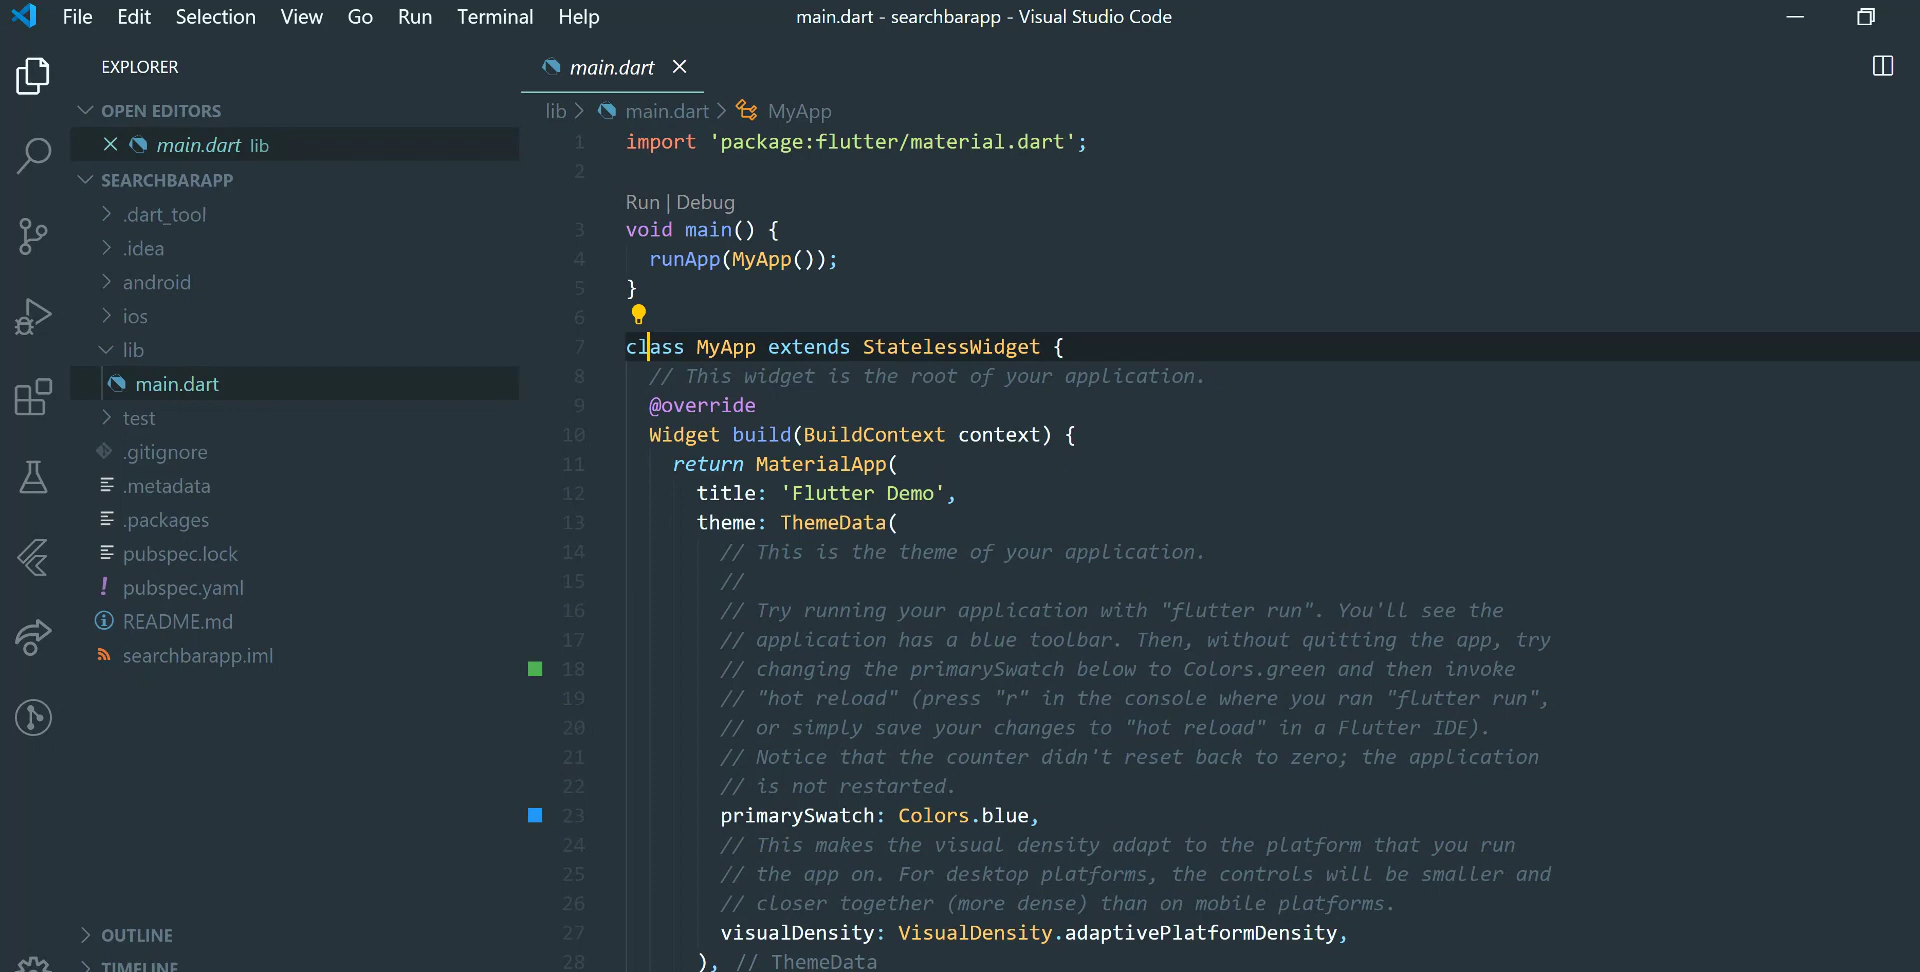 File Edit Selection View Go Run Terminal Help
main.dart - searchbarapp - Visual Studio Code
EXPLORER
OPEN EDITORS
main.dart lib
SEARCHBARAPP
.dart_tool
.idea
android
ios
lib
main.dart
test
.gitignore
.metadata
.packages
pubspec.lock
pubspec.yaml
README.md
searchbarapp.iml
OUTLINE
TIMELINE
main.dart
lib > main.dart > MyApp
1 import 'package:flutter/material.dart';
2
Run | Debug
3 void main() {
4 runApp(MyApp());
5 }
6
7 class MyApp extends StatelessWidget {
8 // This widget is the root of your application.
9 @override
10 Widget build(BuildContext context) {
11 return MaterialApp(
12 title: 'Flutter Demo',
13 theme: ThemeData(
14 // This is the theme of your application.
15 //
16 // Try running your application with "flutter run". You'll see the
17 // application has a blue toolbar. Then, without quitting the app, try
18 // changing the primarySwatch below to Colors.green and then invoke
19 // "hot reload" (press "r" in the console where you ran "flutter run",
20 // or simply save your changes to "hot reload" in a Flutter IDE).
21 // Notice that the counter didn't reset back to zero; the application
22 // is not restarted.
23 primarySwatch: Colors.blue,
24 // This makes the visual density adapt to the platform that you run
25 // the app on. For desktop platforms, the controls will be smaller and
26 // closer together (more dense) than on mobile platforms.
27 visualDensity: VisualDensity.adaptivePlatformDensity,
28 ), // ThemeData